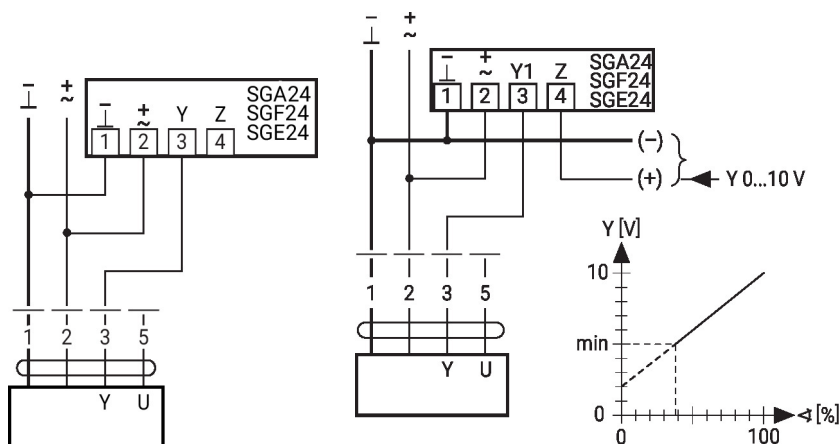 – +
⊥ ~
SGA24
SGF24
SGE24
– + Y Z
⊥ ~
1 2 3 4
1 2 3 5
Y U
– +
⊥ ~
SGA24
SGF24
SGE24
– + Y1 Z
⊥ ~
1 2 3 4
(–)
(+)
Y 0...10 V
1 2 3 5
Y U
Y [V]
10
min
0
0 100
∢ [%]